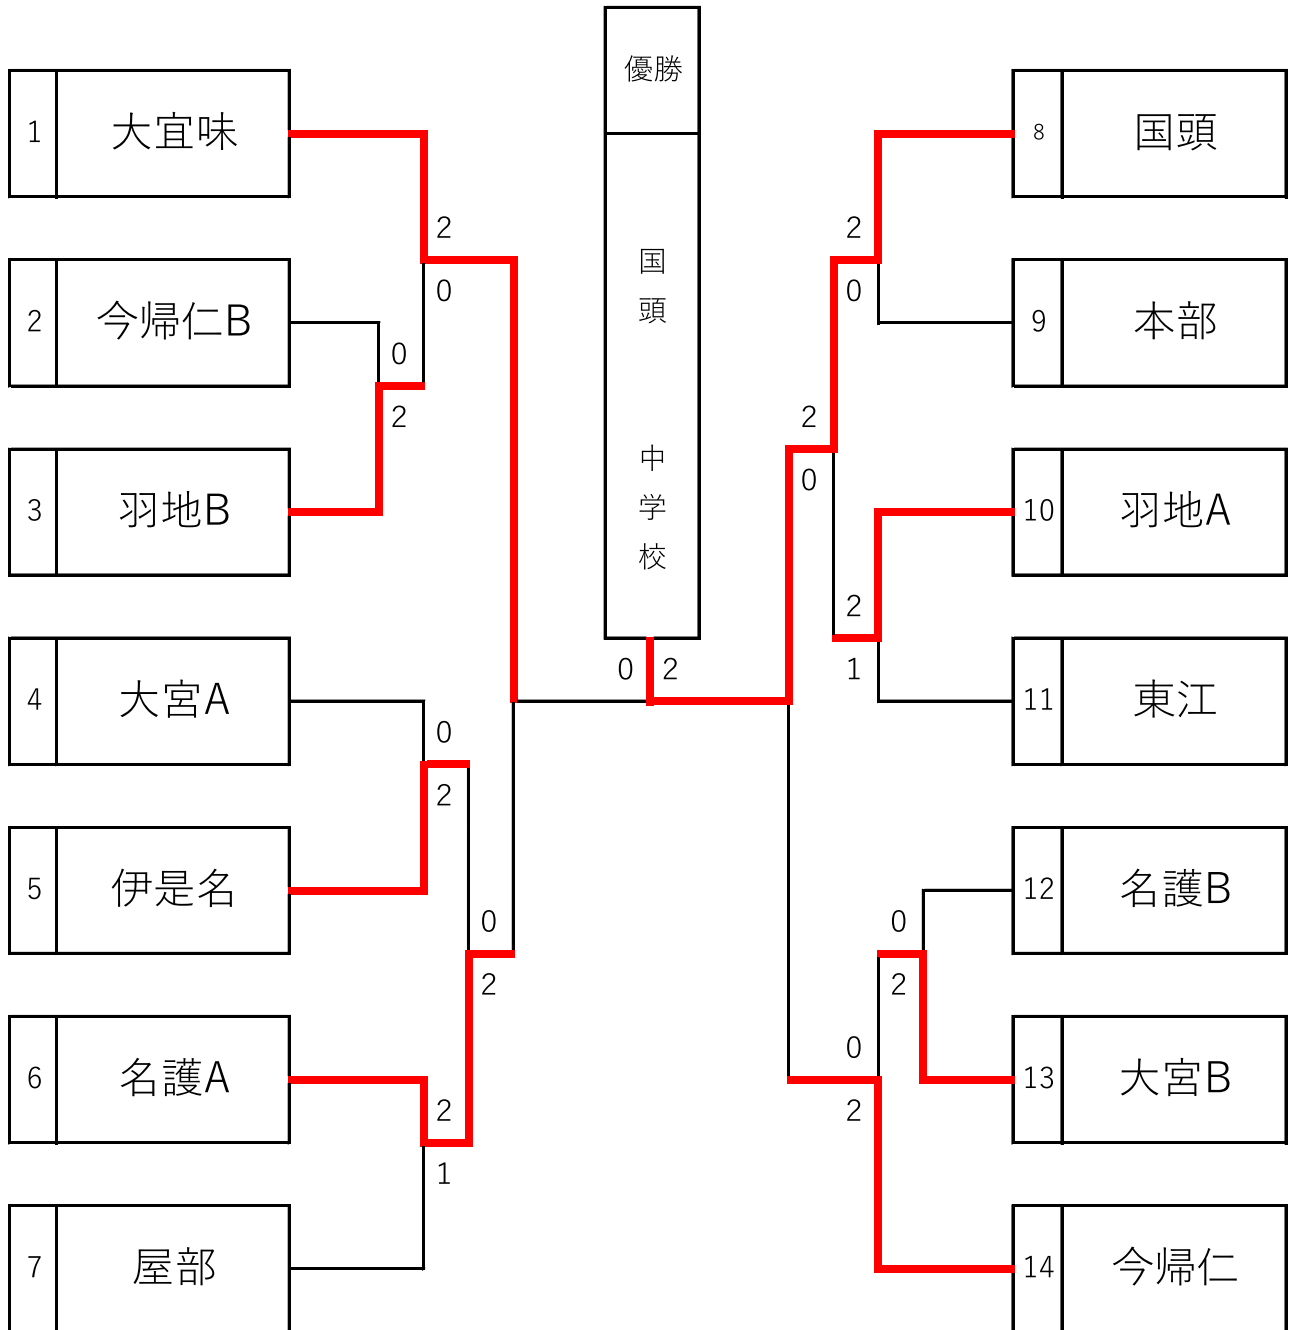 優勝
国頭 中学校
1 大宜味
2 今帰仁B
3 羽地B
4 大宮A
5 伊是名
6 名護A
7 屋部
2
0
0
2
0
2
0
2
2
1
0 2
2
0
2
0
2
1
0
2
0
2
8 国頭
9 本部
10 羽地A
11 東江
12 名護B
13 大宮B
14 今帰仁